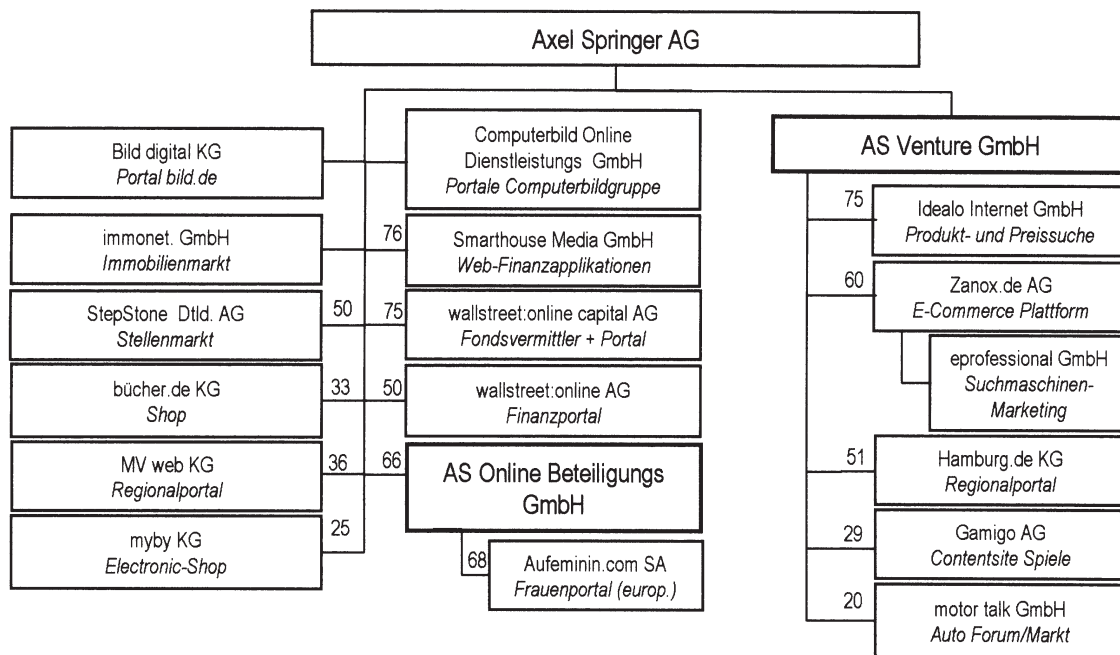 Axel Springer AG
Bild digital KG
Portal bild.de
immonet. GmbH
Immobilienmarkt
StepStone Dtld. AG
Stellenmarkt
50
bücher.de KG
Shop
33
MV web KG
Regionalportal
36
myby KG
Electronic-Shop
25
Computerbild Online
Dienstleistungs GmbH
Portale Computerbildgruppe
76
Smarthouse Media GmbH
Web-Finanzapplikationen
75
wallstreet:online capital AG
Fondsvermittler + Portal
50
wallstreet:online AG
Finanzportal
66
AS Online Beteiligungs
GmbH
68
Aufeminin.com SA
Frauenportal (europ.)
AS Venture GmbH
75
Idealo Internet GmbH
Produkt- und Preissuche
60
Zanox.de AG
E-Commerce Plattform
eprofessional GmbH
Suchmaschinen-
Marketing
51
Hamburg.de KG
Regionalportal
29
Gamigo AG
Contentsite Spiele
20
motor talk GmbH
Auto Forum/Markt